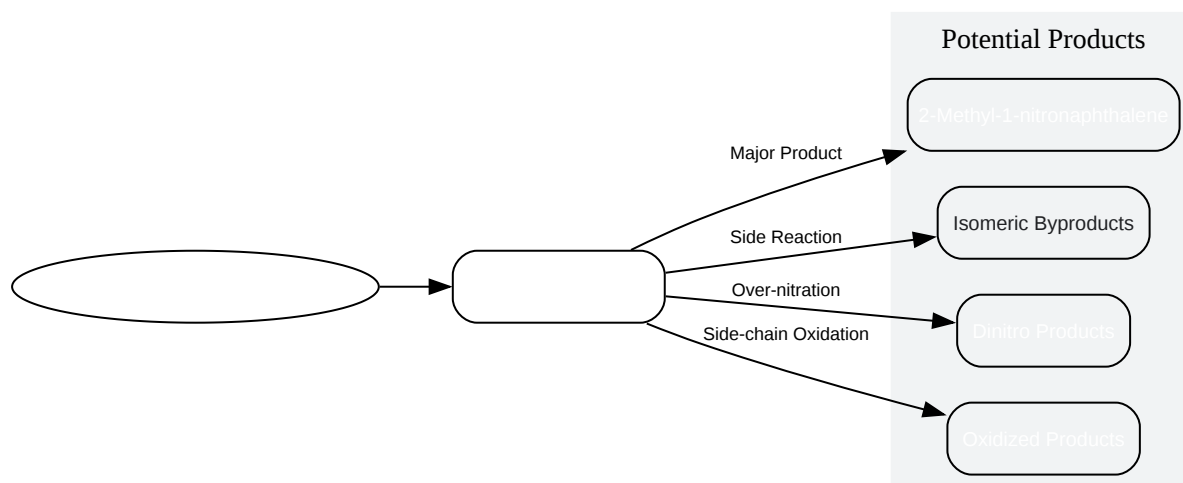 Potential Products
2-Methyl-1-nitronaphthalene
Major Product
Isomeric Byproducts
Side Reaction
Over-nitration
Dinitro Products
Side-chain Oxidation
Oxidized Products